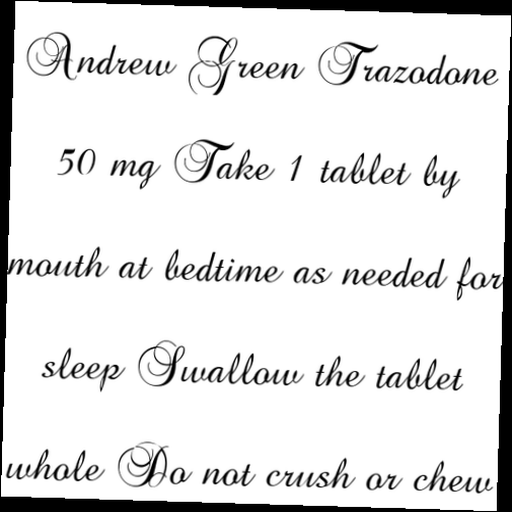 Andrew Green Trazodone
50 mg Take 1 tablet by
mouth at bedtime as needed for
sleep Swallow the tablet
whole Do not crush or chew